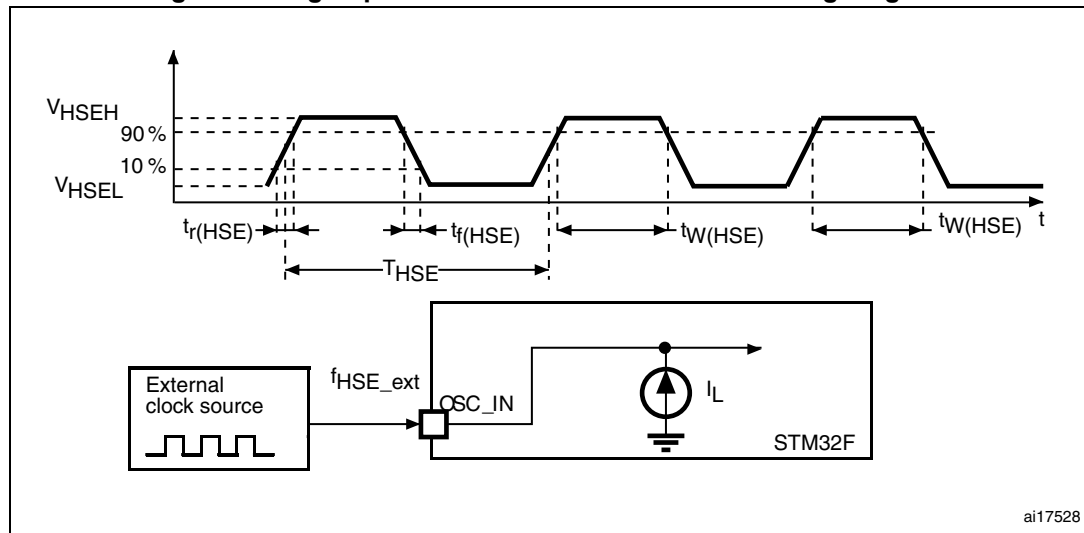 VHSEH
90 %
10 %
VHSEL
tr(HSE)
tf(HSE)
tW(HSE)
tW(HSE)
t
THSE
External
clock source
fHSE_ext
OSC_IN
IL
STM32F
ai17528